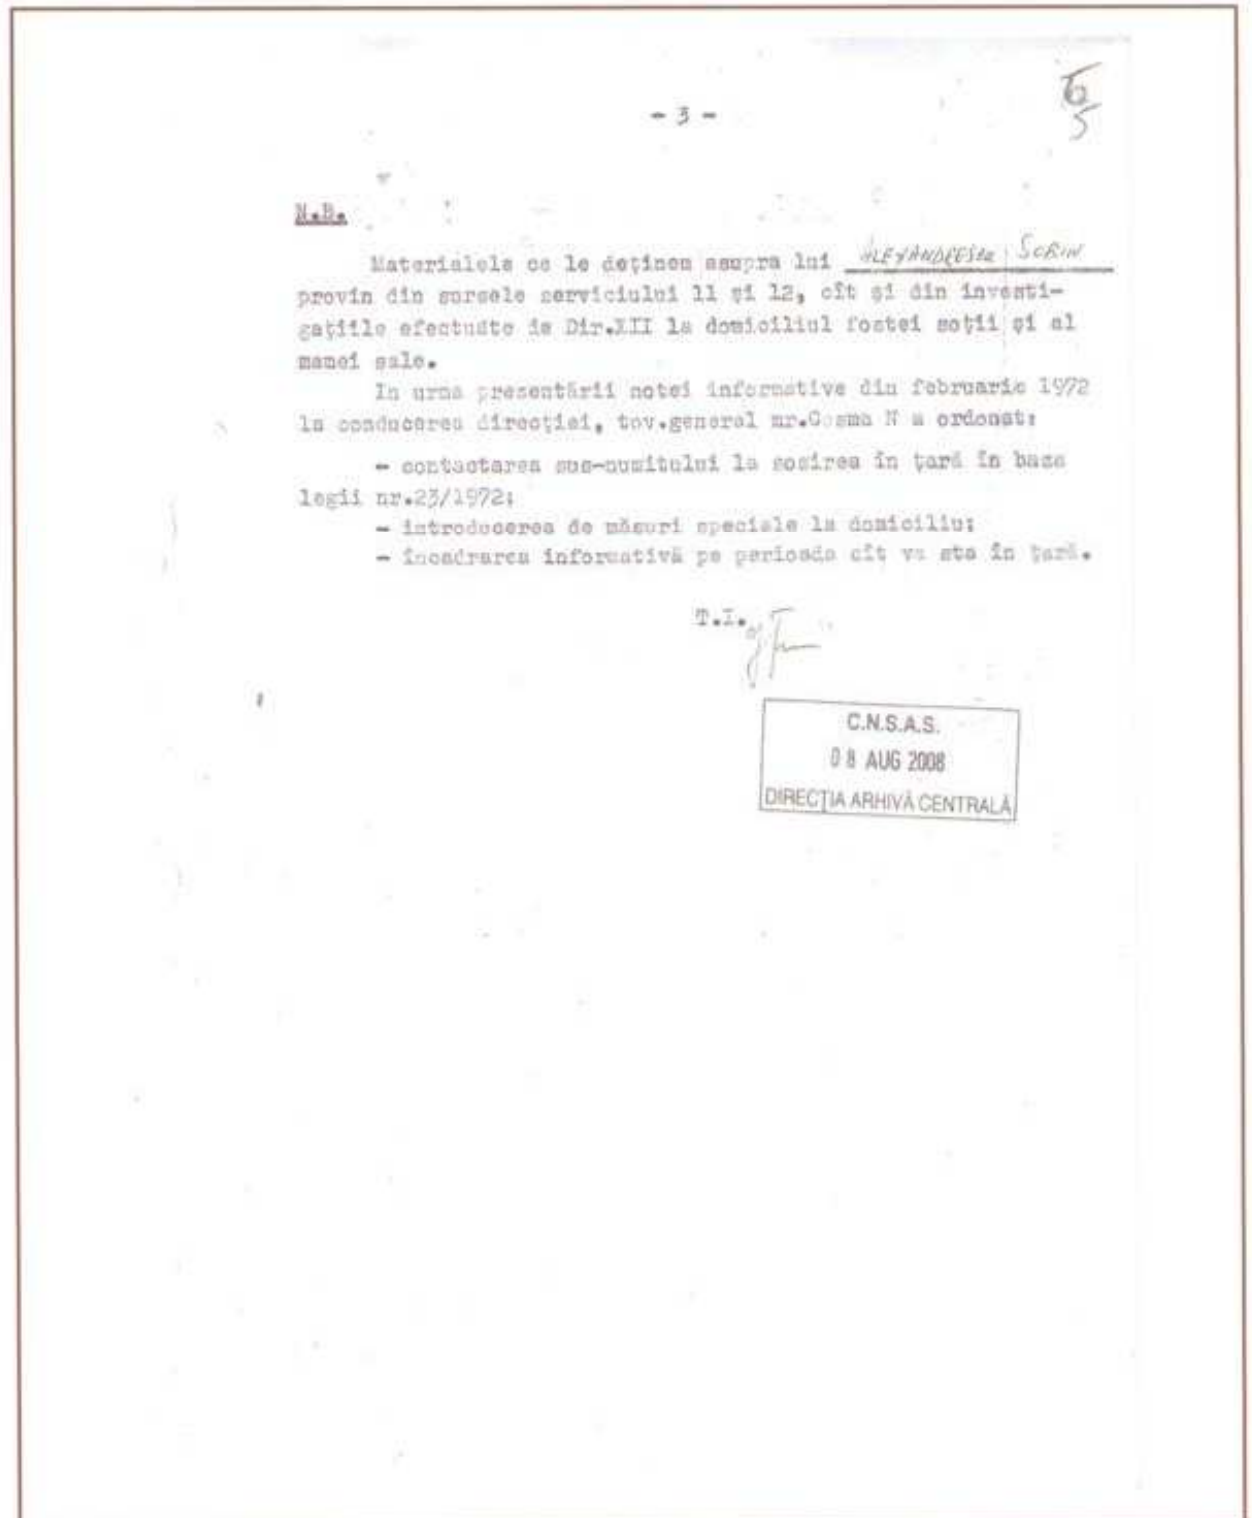 - 3 -
6
5
N.B.
Materialele ce le deținem asupra lui ALEXANDRESCU SORIN
provin din sursele serviciului 11 și 12, cît și din investi-
gațiile efectuate de Dir.XII la domiciliul fostei soții și al
mamei sale.
In urma prezentării notei informative din februarie 1972
la conducerea direcției, tov.general mr.Cosma N a ordonat:
- contactarea sus-numitului la sosirea în țară în baza
legii nr.23/1972;
- introducerea de măsuri speciale la domiciliu;
- încadrarea informativă pe perioada cît va sta în țară.
T.I.
C.N.S.A.S.
08 AUG 2008
DIRECȚIA ARHIVĂ CENTRALĂ